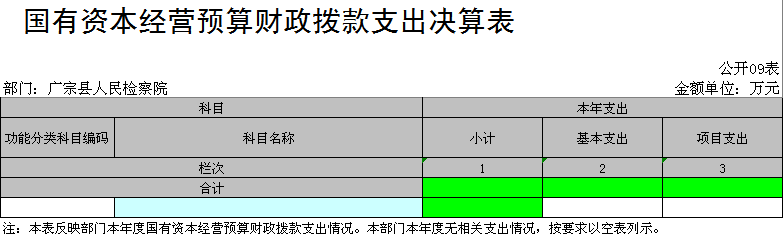 国有资本经营预算财政拨款支出决算表
公开09表
部门：广宗县人民检察院 金额单位：万元
科目 本年支出
功能分类科目编码 科目名称 小计 基本支出 项目支出
栏次 1 2 3
合计
注：本表反映部门本年度国有资本经营预算财政拨款支出情况。本部门本年度无相关支出情况，按要求以空表列示。